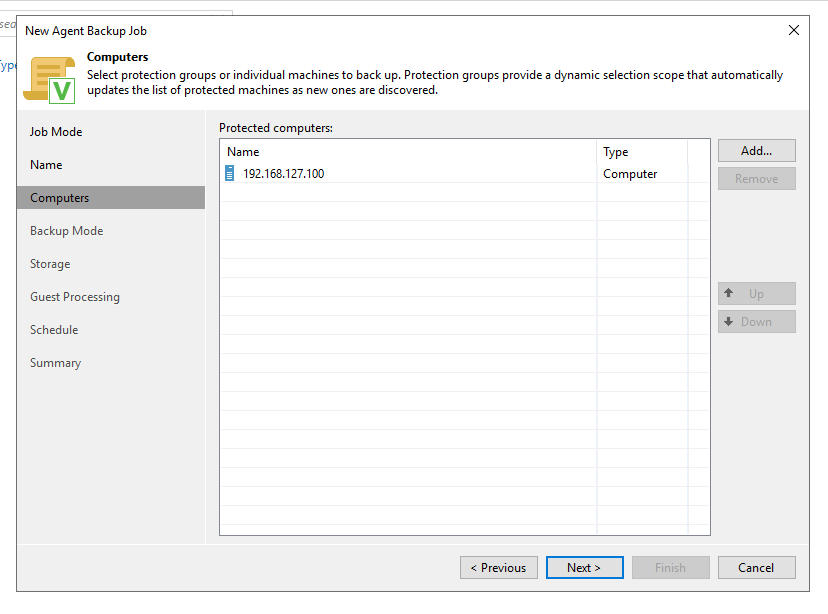 sea
Type
New Agent Backup Job
Computers
Select protection groups or individual machines to back up. Protection groups provide a dynamic selection scope that automatically
updates the list of protected machines as new ones are discovered.
V
Job Mode
Name
Computers
Backup Mode
Storage
Guest Processing
Schedule
Summary
Protected computers:
Name Type
192.168.127.100 Computer
Add...
Remove
Up
Down
< Previous Next > Finish Cancel